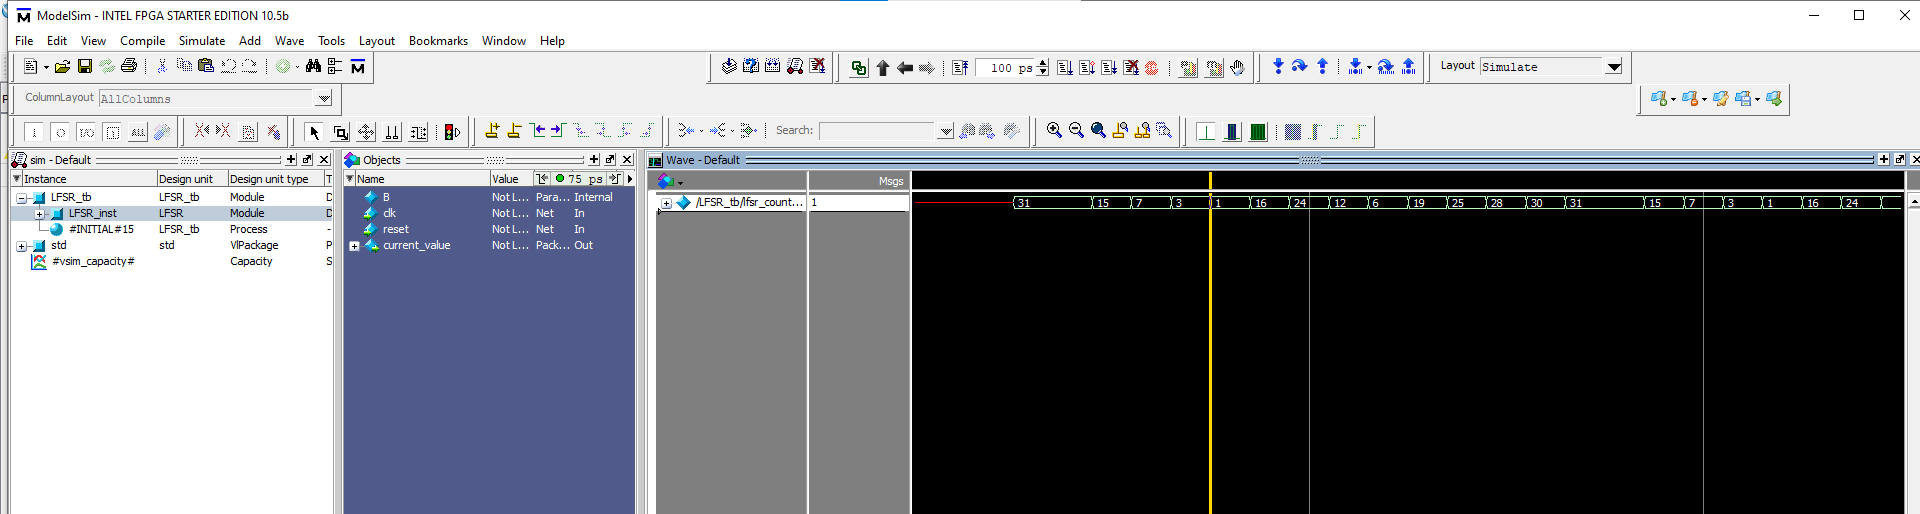 ModelSim - INTEL FPGA STARTER EDITION 10.5b
File Edit View Compile Simulate Add Wave Tools Layout Bookmarks Window Help
100 ps Layout Simulate
ColumnLayout AllColumns
Search:
sim - Default Objects Wave - Default
Instance Design unit Design unit type T Name Value 75 ps Msgs
LFSR_tb LFSR_tb Module D B Not L... Para... Internal /LFSR_tb/lfsr_count... 1 31 15 7 3 1 16 24 12 6 19 25 28 30 31 15 7 3 1 16 24
LFSR_inst LFSR Module D clk Not L... Net In
#INITIAL#15 LFSR_tb Process - reset Not L... Net In
std std VlPackage P current_value Not L... Pack... Out
#vsim_capacity# Capacity S